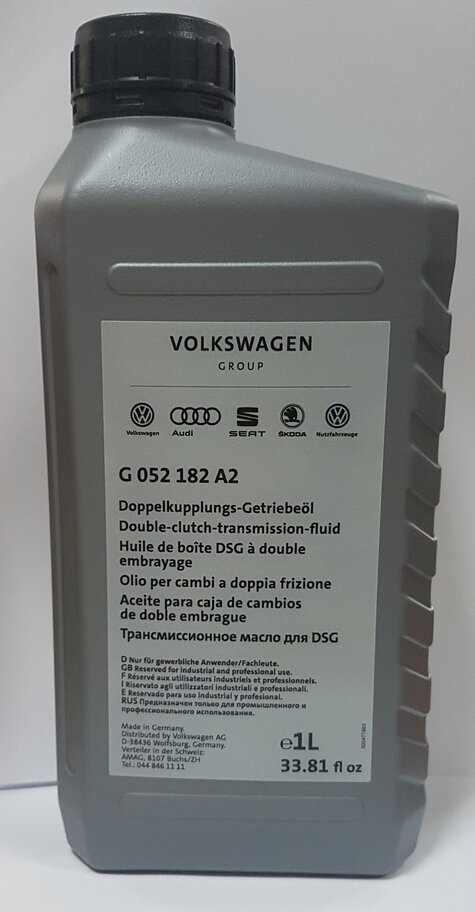 VOLKSWAGEN
GROUP
Volkswagen Audi SEAT ŠKODA Nutzfahrzeuge
G 052 182 A2
Doppelkupplungs-Getriebeöl
Double-clutch-transmission-fluid
Huile de boîte DSG à double
embrayage
Olio per cambi a doppia frizione
Aceite para caja de cambios
de doble embrague
Трансмиссионное масло для DSG
D Nur für gewerbliche Anwender/Fachleute.
GB Reserved for industrial and professional use.
F Réservé aux utilisateurs industriels et professionnels.
I Riservato agli utilizzatori industriali e professionali.
E Reservado para uso industrial y profesional.
RUS Предназначен только для промышленного и
профессионального использования.
Made in Germany.
Distributed by Volkswagen AG
D-38436 Wolfsburg, Germany.
Verteiler in der Schweiz:
AMAG, 8107 Buchs/ZH
Tel.: 044 846 11 11
e1L
33.81 fl oz